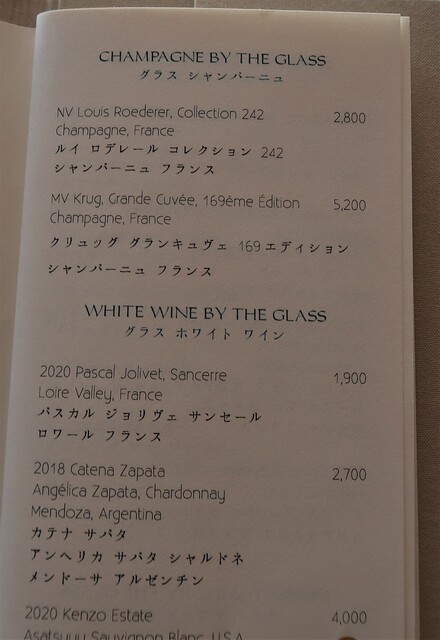 CHAMPAGNE BY THE GLASS
グラス シャンパーニュ
NV Louis Roederer, Collection 242 2,800
Champagne, France
ルイ ロデレール コレクション 242
シャンパーニュ フランス
MV Krug, Grande Cuvée, 169ème Édition 5,200
Champagne, France
クリュッグ グランキュヴェ 169エディション
シャンパーニュ フランス
WHITE WINE BY THE GLASS
グラス ホワイト ワイン
2020 Pascal Jolivet, Sancerre 1,900
Loire Valley, France
パスカル ジョリヴェ サンセール
ロワール フランス
2018 Catena Zapata 2,700
Angélica Zapata, Chardonnay
Mendoza, Argentina
カテナ サパタ
アンヘリカ サパタ シャルドネ
メンドーサ アルゼンチン
2020 Kenzo Estate 4,000
Asatsuyu Sauvignon Blanc, U.S.A